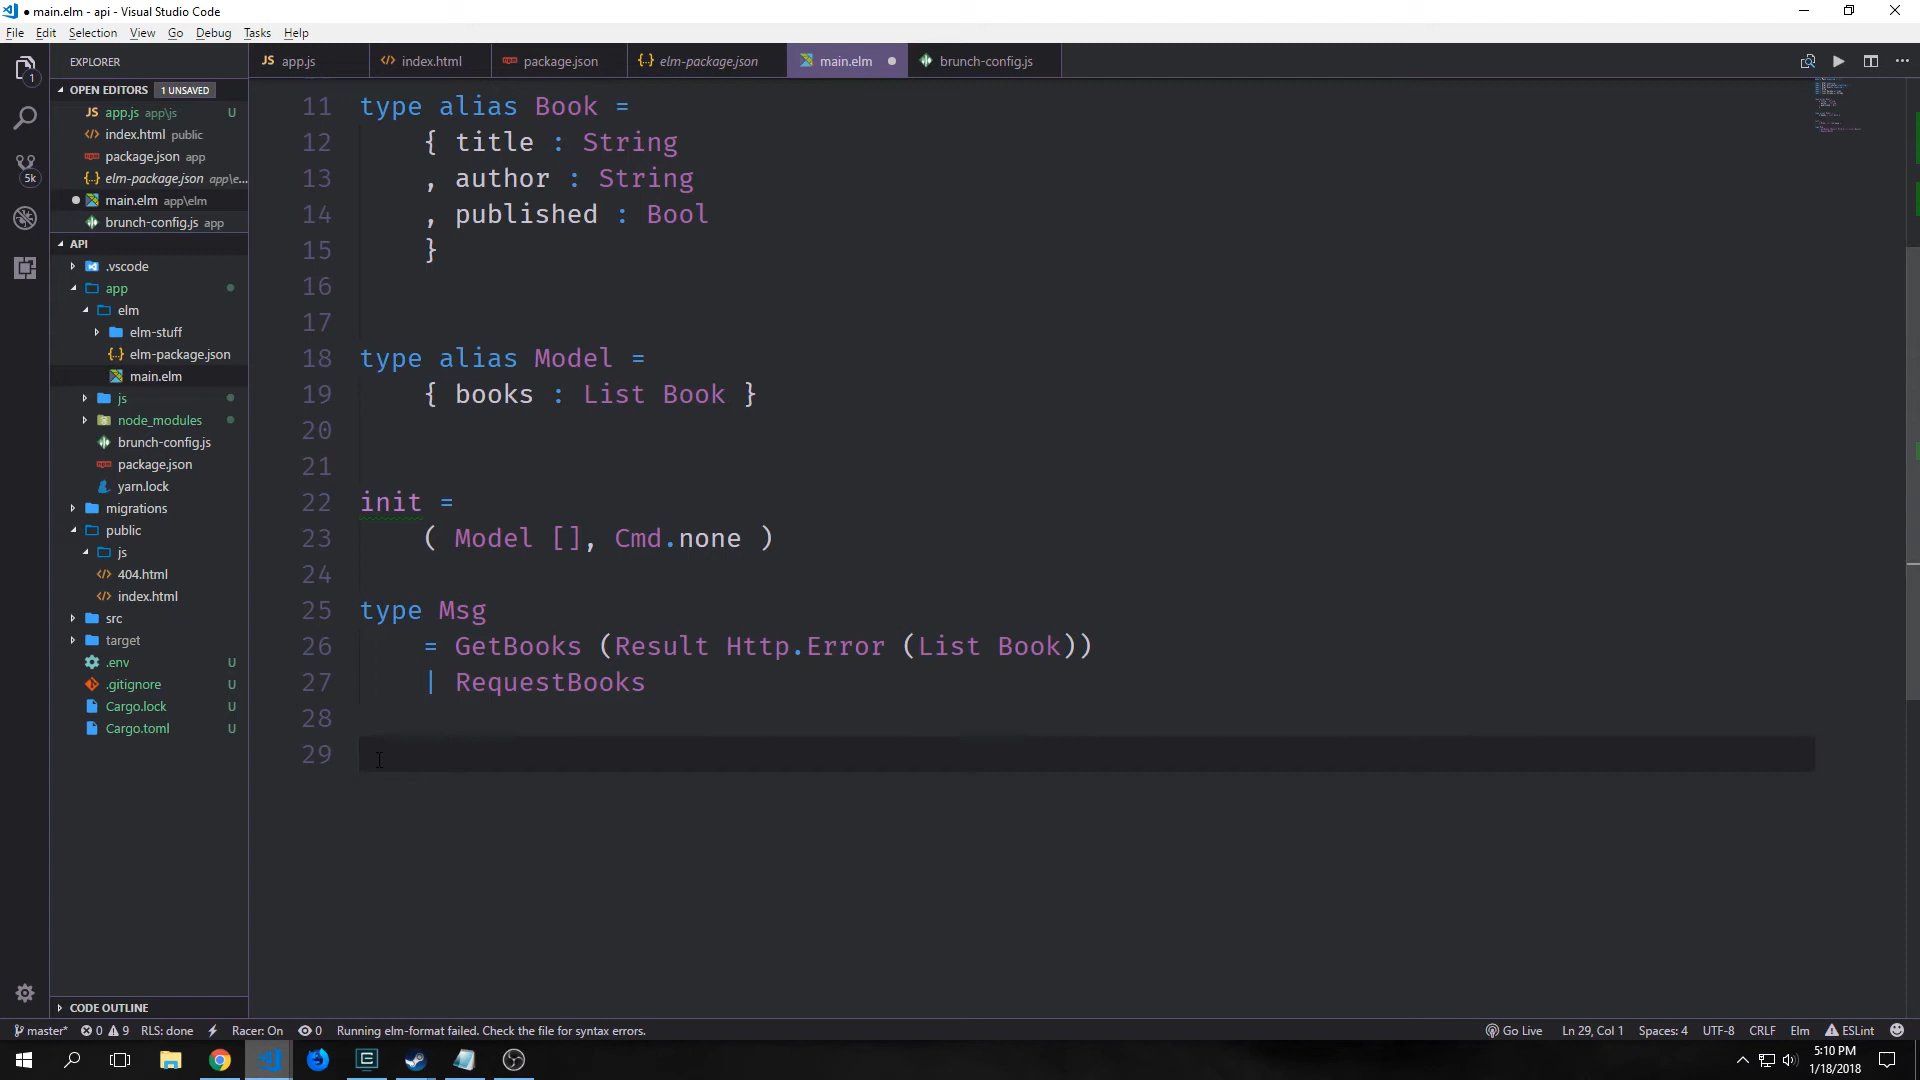 main.elm - api - Visual Studio Code
File Edit Selection View Go Debug Tasks Help
EXPLORER
app.js
index.html
package.json
elm-package.json
main.elm
brunch-config.js
1
5k
OPEN EDITORS 1 UNSAVED
JS app.js app\js U
index.html public
package.json app
elm-package.json app\e...
main.elm app\elm
brunch-config.js app
API
.vscode
app
elm
elm-stuff
elm-package.json
main.elm
js
node_modules
brunch-config.js
package.json
yarn.lock
migrations
public
js
404.html
index.html
src
target
.env U
.gitignore U
Cargo.lock U
Cargo.toml U
CODE OUTLINE
11 type alias Book =
12 { title : String
13 , author : String
14 , published : Bool
15 }
16
17
18 type alias Model =
19 { books : List Book }
20
21
22 init =
23 ( Model [], Cmd.none )
24
25 type Msg
26 = GetBooks (Result Http.Error (List Book))
27 | RequestBooks
28
29
master* 0 9 RLS: done Racer: On 0 Running elm-format failed. Check the file for syntax errors.
Go Live Ln 29, Col 1 Spaces: 4 UTF-8 CRLF Elm ESLint
5:10 PM
1/18/2018